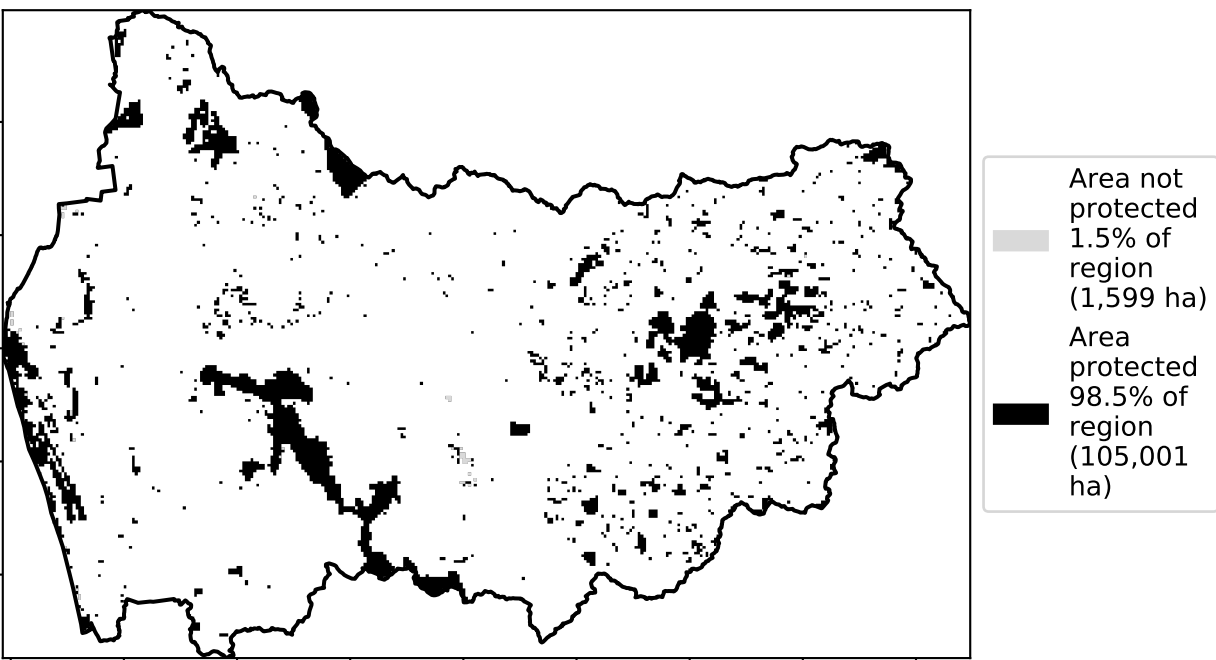 Area not
protected
1.5% of
region
(1,599 ha)
Area
protected
98.5% of
region
(105,001
ha)